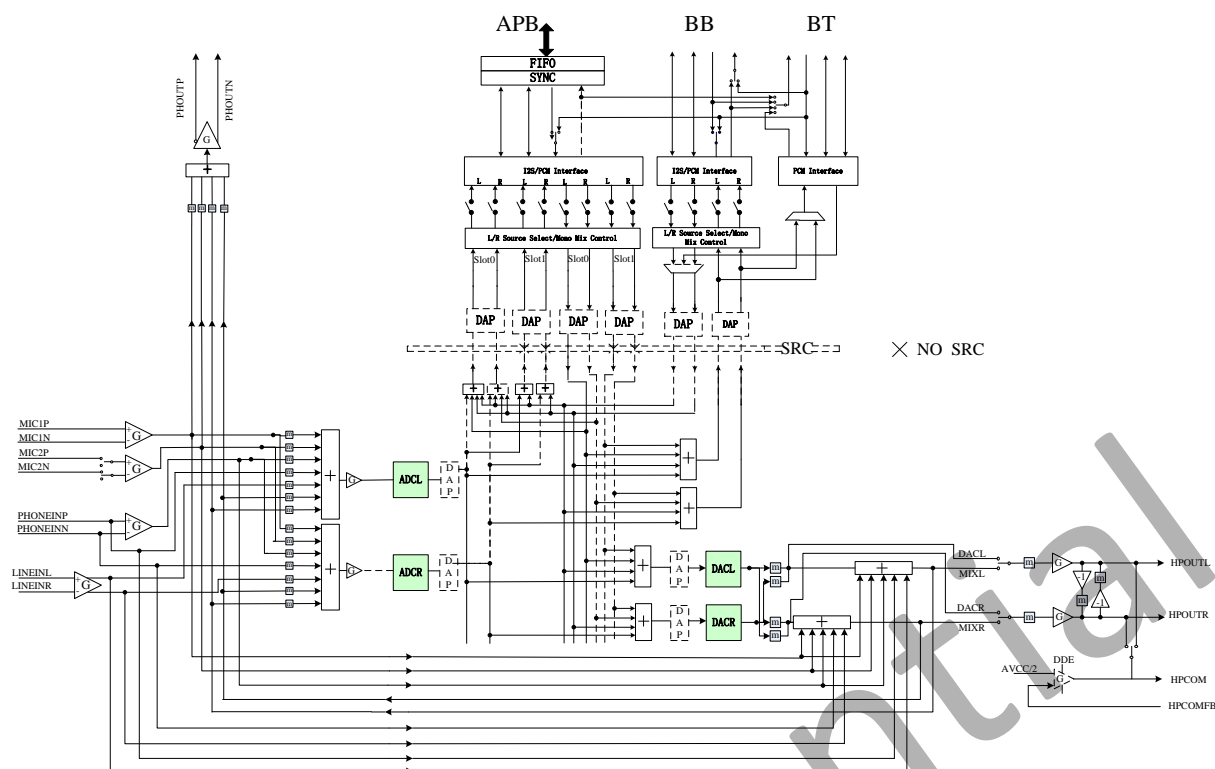 APB BB BT
FIFO
SYNC
PHOUTP
PHOUTN
G
+
m m m m
I2S/PCM Interface
L R L R L R L R
I2S/PCM Interface
L R L R
PCM Interface
L/R Source Select/Mono Mix Control
L/R Source Select/Mono
Mix Control
Slot0 Slot1 Slot0 Slot1
DAP DAP DAP DAP DAP DAP
SRC
NO SRC
+ + + +
MIC1P
MIC1N
+
-
G
MIC2P
MIC2N
+
-
G
PHONEINP
PHONEINN
+
-
G
LINEINL
LINEINR
+
-
G
m
m
m
m
m
m
m
+
G
ADCL
D
A
P
m
m
m
m
m
m
m
+
G
ADCR
D
A
P
+
+
+
D
A
P
DACL
m
m
+
+
D
A
P
DACR
m
m
+
DACL
MIXL
m
G
HPOUTL
-1
m
m
-1
DACR
MIXR
m
G
HPOUTR
AVCC/2
DDE
G
HPCOM
HPCOMFB
ntial